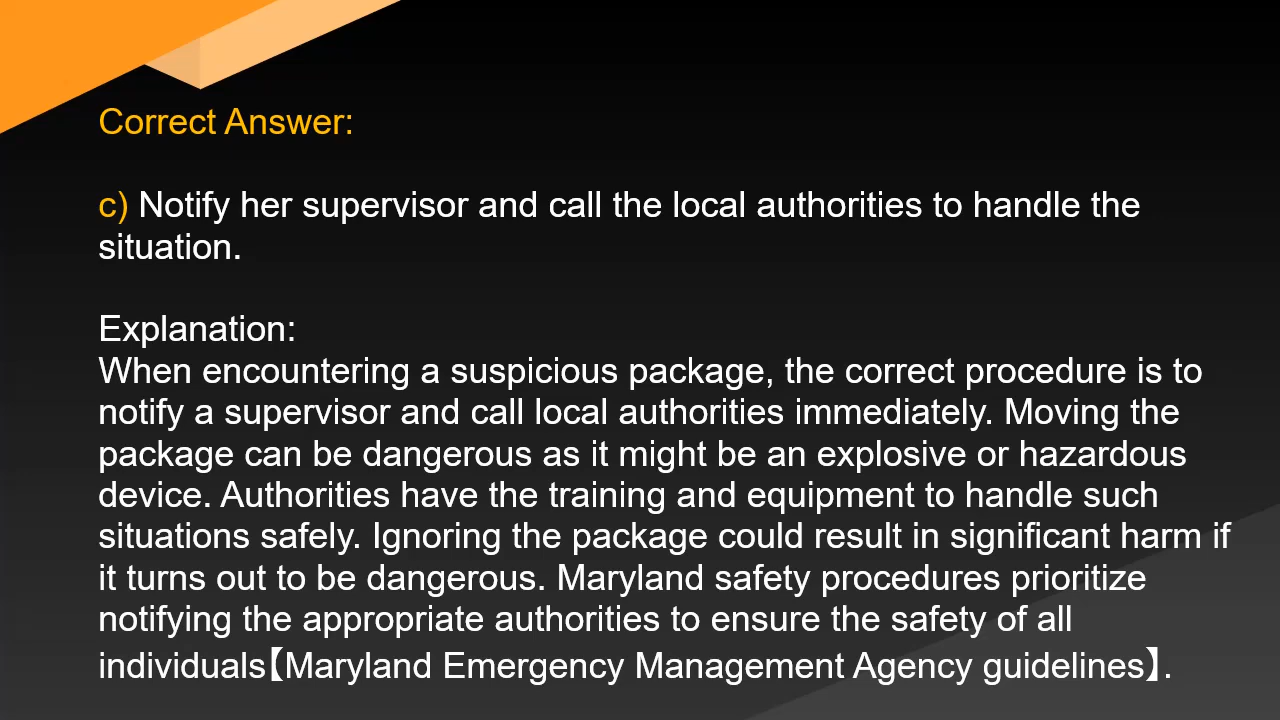 Correct Answer:
c) Notify her supervisor and call the local authorities to handle the
situation.
Explanation:
When encountering a suspicious package, the correct procedure is to
notify a supervisor and call local authorities immediately. Moving the
package can be dangerous as it might be an explosive or hazardous
device. Authorities have the training and equipment to handle such
situations safely. Ignoring the package could result in significant harm if
it turns out to be dangerous. Maryland safety procedures prioritize
notifying the appropriate authorities to ensure the safety of all
individuals【Maryland Emergency Management Agency guidelines】.